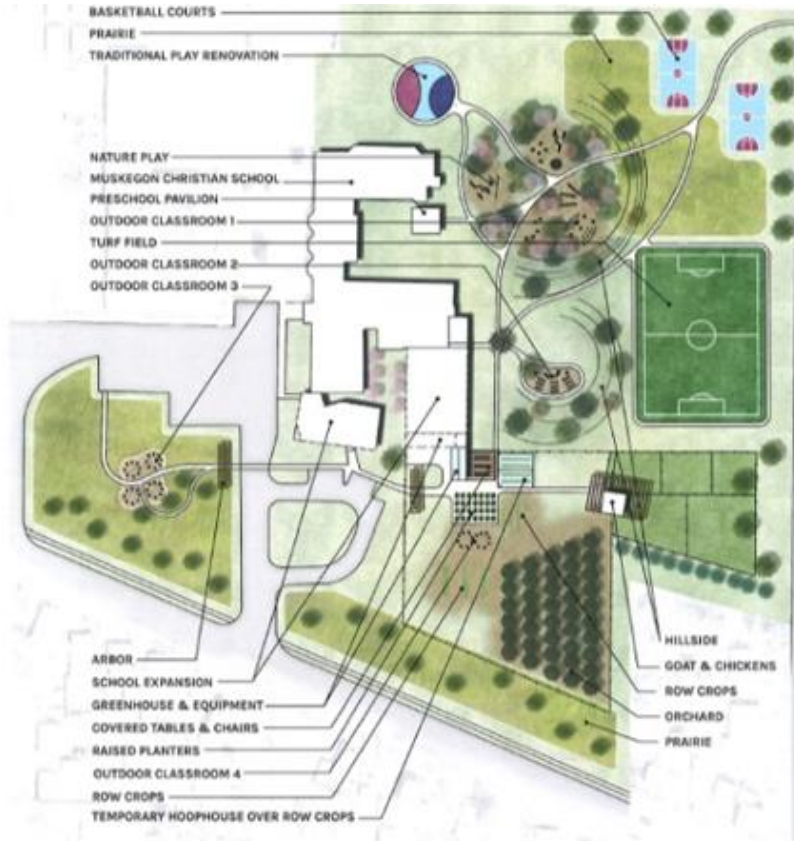 BASKETBALL COURTS
PRAIRIE
TRADITIONAL PLAY RENOVATION
NATURE PLAY
MUSKEGON CHRISTIAN SCHOOL
PRESCHOOL PAVILION
OUTDOOR CLASSROOM 1
TURF FIELD
OUTDOOR CLASSROOM 2
OUTDOOR CLASSROOM 3
ARBOR
SCHOOL EXPANSION
GREENHOUSE & EQUIPMENT
COVERED TABLES & CHAIRS
RAISED PLANTERS
OUTDOOR CLASSROOM 4
ROW CROPS
TEMPORARY HOOPHOUSE OVER ROW CROPS
HILLSIDE
GOAT & CHICKENS
ROW CROPS
ORCHARD
PRAIRIE